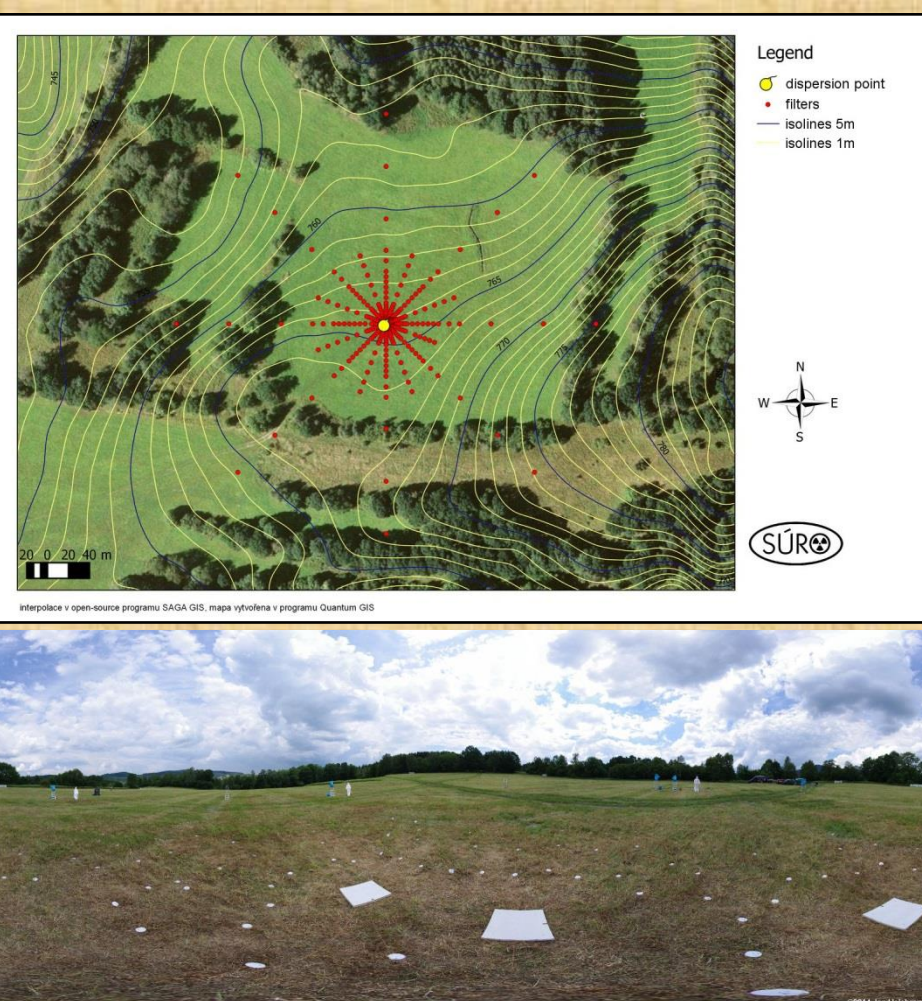 Legend
dispersion point
filters
isolines 5m
isolines 1m
745
760
765
770
775
780
N
W E
S
SÚRO
20 0 20 40 m
interpolace v open-source programu SAGA GIS, mapa vytvořena v programu Quantum GIS